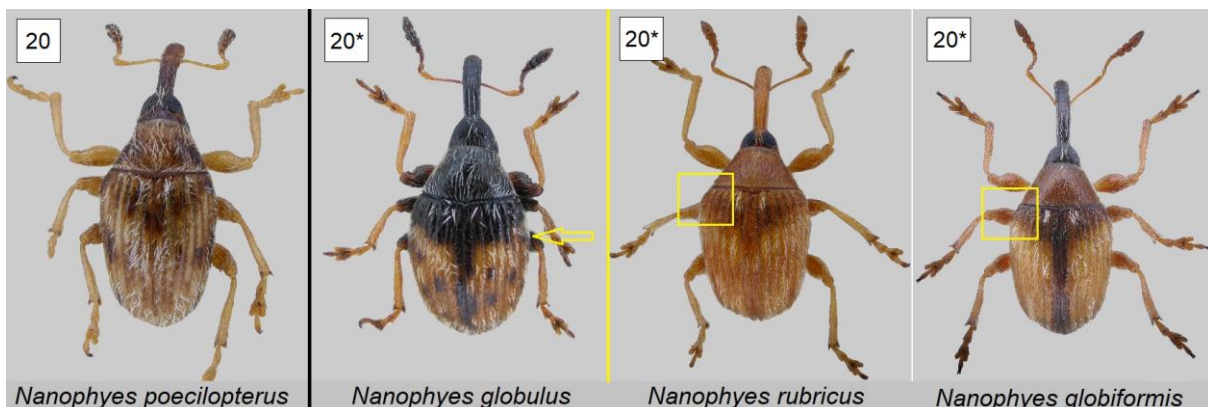 20
20*
20*
20*
Nanophyes poecilopterus
Nanophyes globulus
Nanophyes rubricus
Nanophyes globiformis